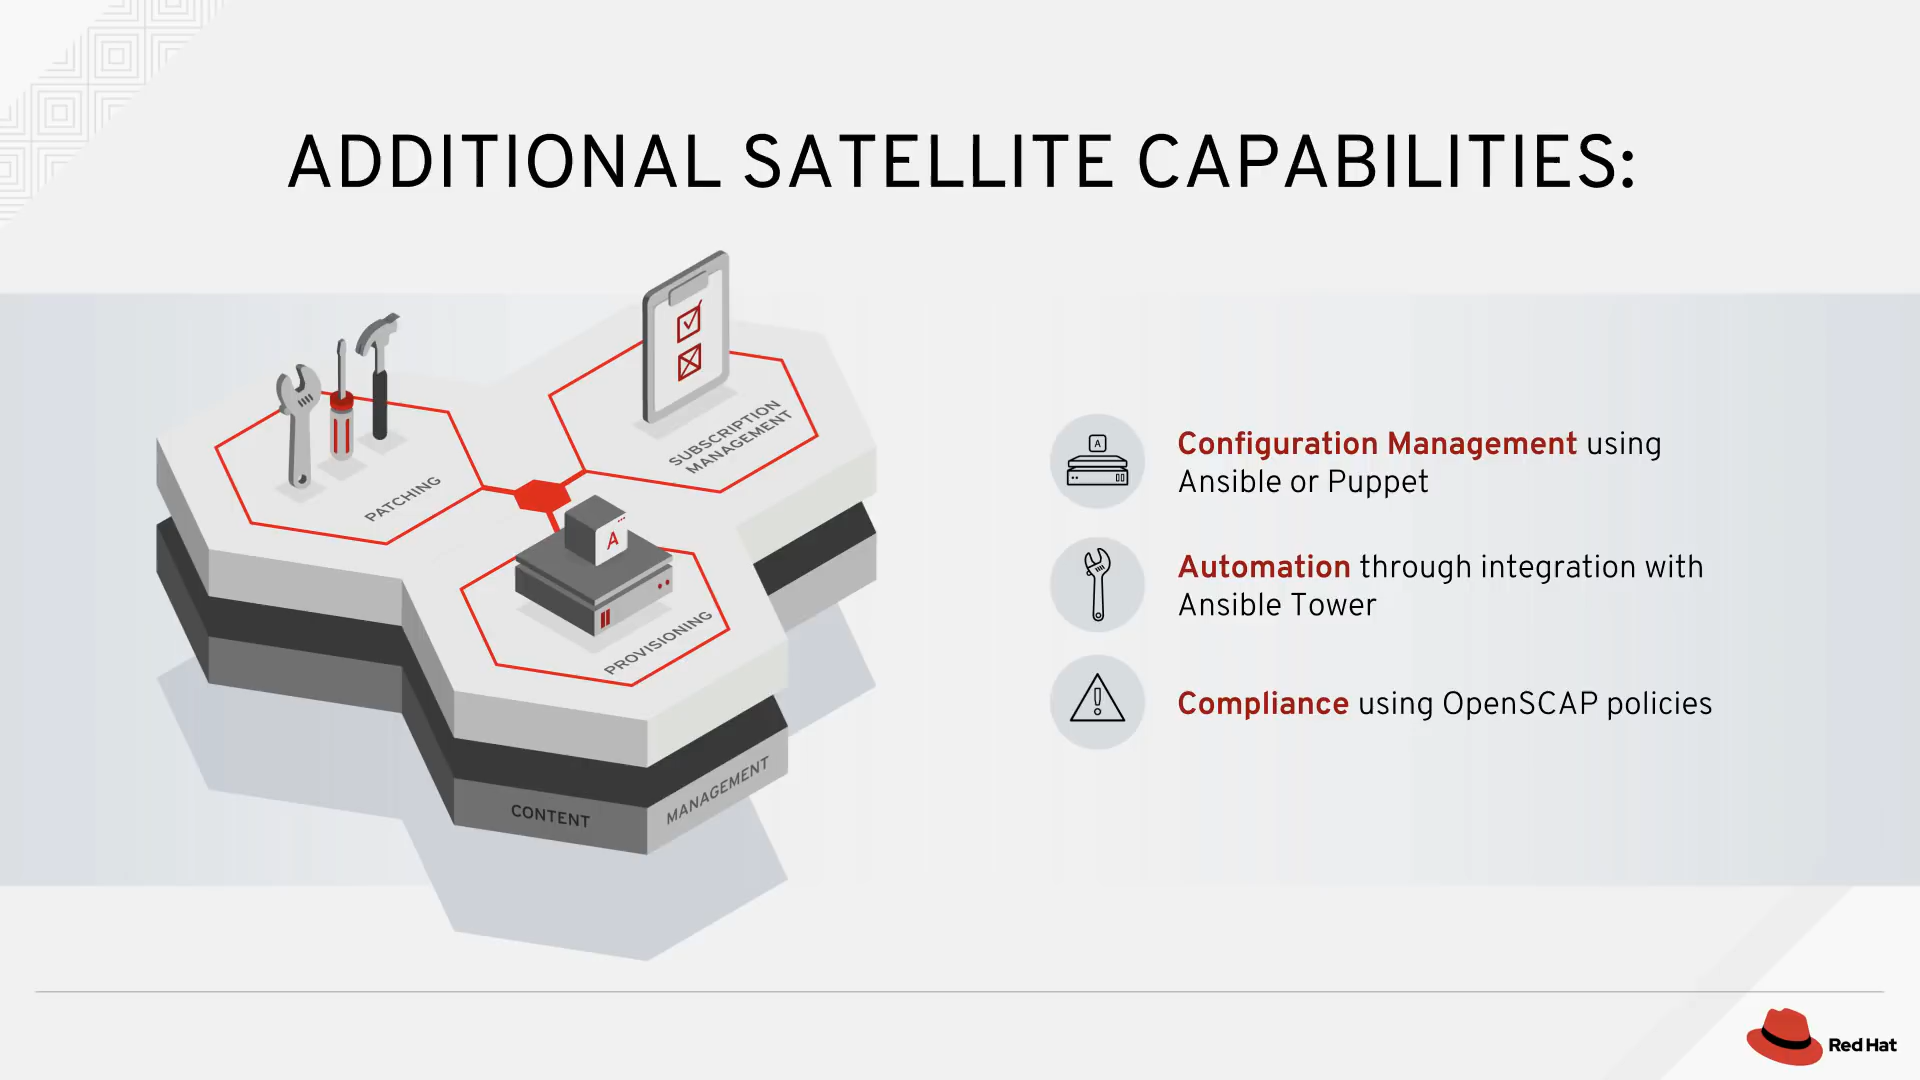 ADDITIONAL SATELLITE CAPABILITIES:
SUBSCRIPTION
MANAGEMENT
PATCHING
A
PROVISIONING
CONTENT MANAGEMENT
A
Configuration Management using
Ansible or Puppet
Automation through integration with
Ansible Tower
Compliance using OpenSCAP policies
Red Hat